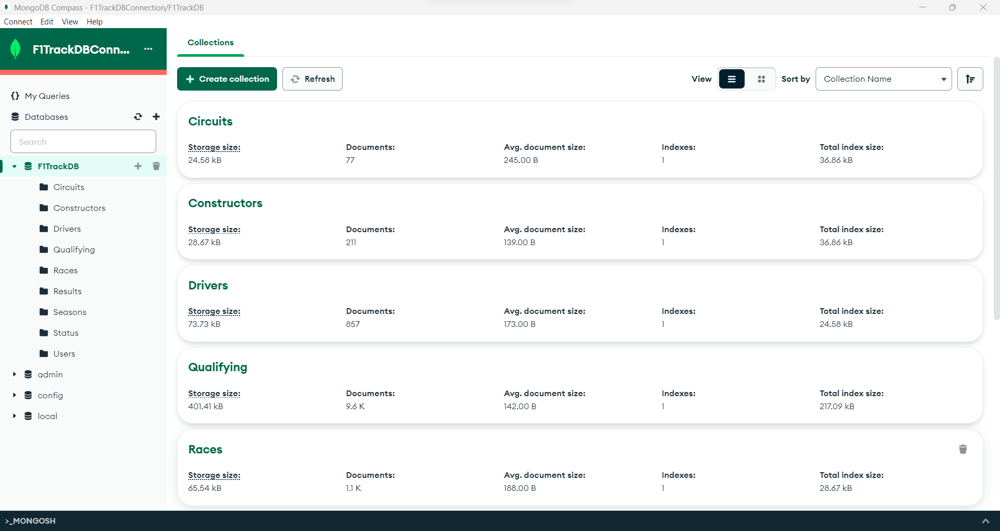 MongoDB Compass - F1TrackDBConnection/F1TrackDB
Connect Edit View Help
F1TrackDBConn... ...
My Queries
Databases
Search
F1TrackDB
Circuits
Constructors
Drivers
Qualifying
Races
Results
Seasons
Status
Users
admin
config
local
Collections
Create collection Refresh View Sort by Collection Name
Circuits
Storage size: Documents: Avg. document size: Indexes: Total index size:
24.58 kB 77 245.00 B 1 36.86 kB
Constructors
Storage size: Documents: Avg. document size: Indexes: Total index size:
28.67 kB 211 139.00 B 1 36.86 kB
Drivers
Storage size: Documents: Avg. document size: Indexes: Total index size:
73.73 kB 857 173.00 B 1 24.58 kB
Qualifying
Storage size: Documents: Avg. document size: Indexes: Total index size:
401.41 kB 9.6 K 142.00 B 1 217.09 kB
Races
Storage size: Documents: Avg. document size: Indexes: Total index size:
65.54 kB 1.1 K 188.00 B 1 28.67 kB
>_MONGOSH